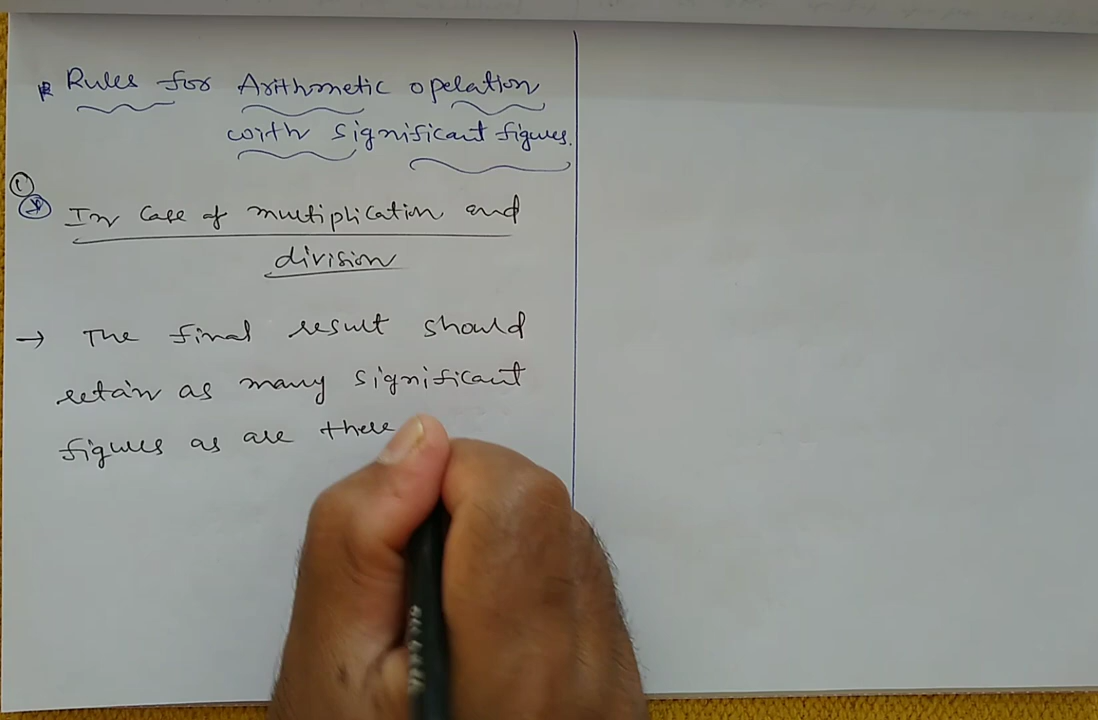 * Rules for Arithmetic opelation
with significant figures.
①
In Case of multiplication and
division
→ The final result should
retain as many significant
figures as are there